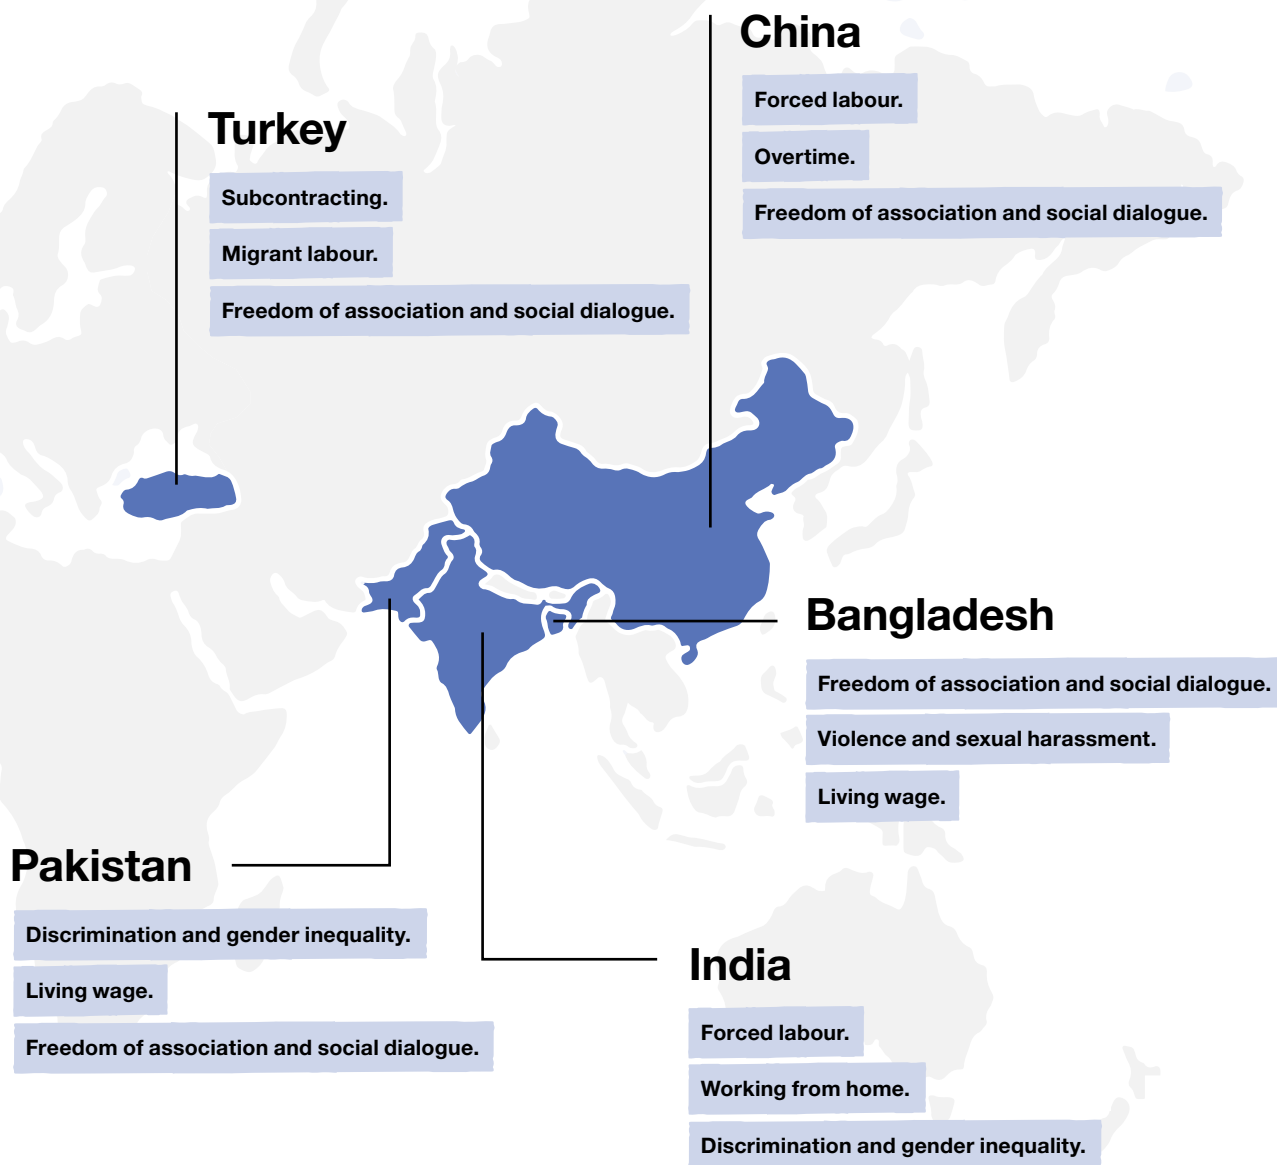 China
Forced labour.
Overtime.
Freedom of association and social dialogue.
Turkey
Subcontracting.
Migrant labour.
Freedom of association and social dialogue.
Bangladesh
Freedom of association and social dialogue.
Violence and sexual harassment.
Living wage.
Pakistan
Discrimination and gender inequality.
Living wage.
Freedom of association and social dialogue.
India
Forced labour.
Working from home.
Discrimination and gender inequality.